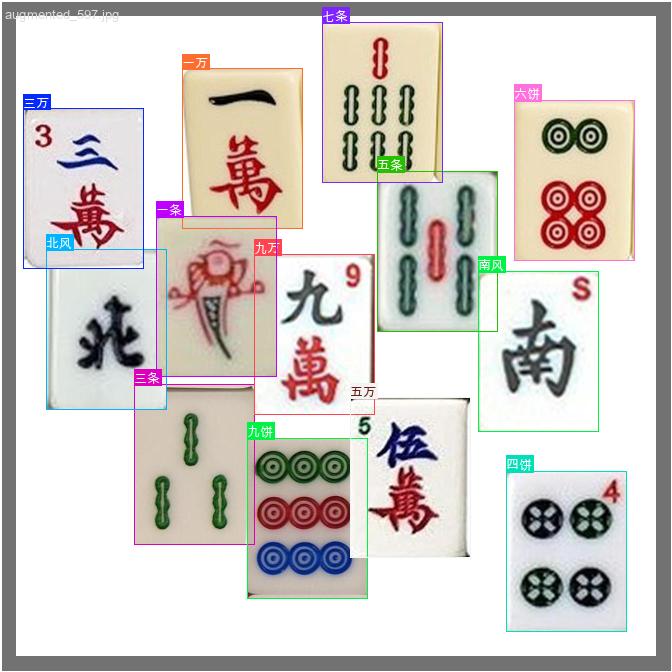 augmented_597.jpg
七条
一万
一
萬
三万
3
三
萬
六饼
五条
一条
北风
北
九万
9
九
萬
南风
S
南
三条
五万
5
伍
萬
九饼
四饼
4